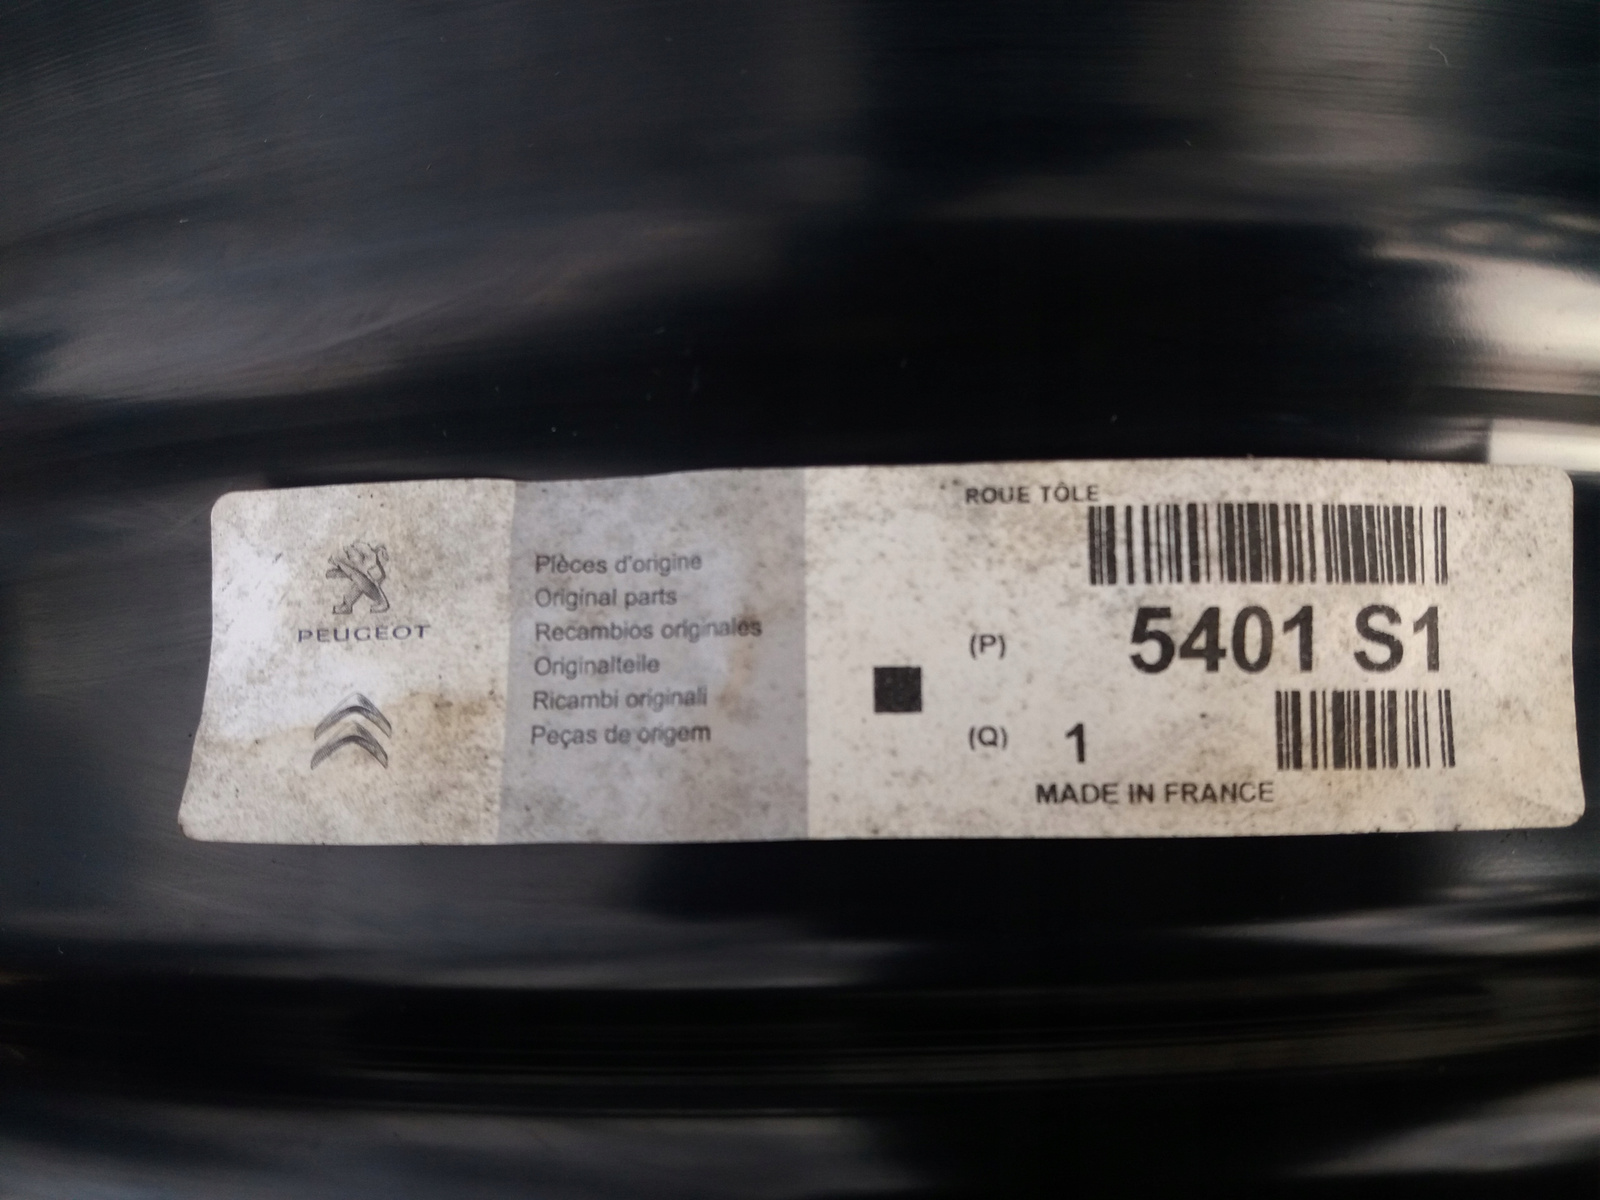 PEUGEOT
Pièces d'origine
Original parts
Recambios originales
Originalteile
Ricambi originali
Peças de origem
ROUE TÔLE
(P) 5401 S1
(Q) 1
MADE IN FRANCE